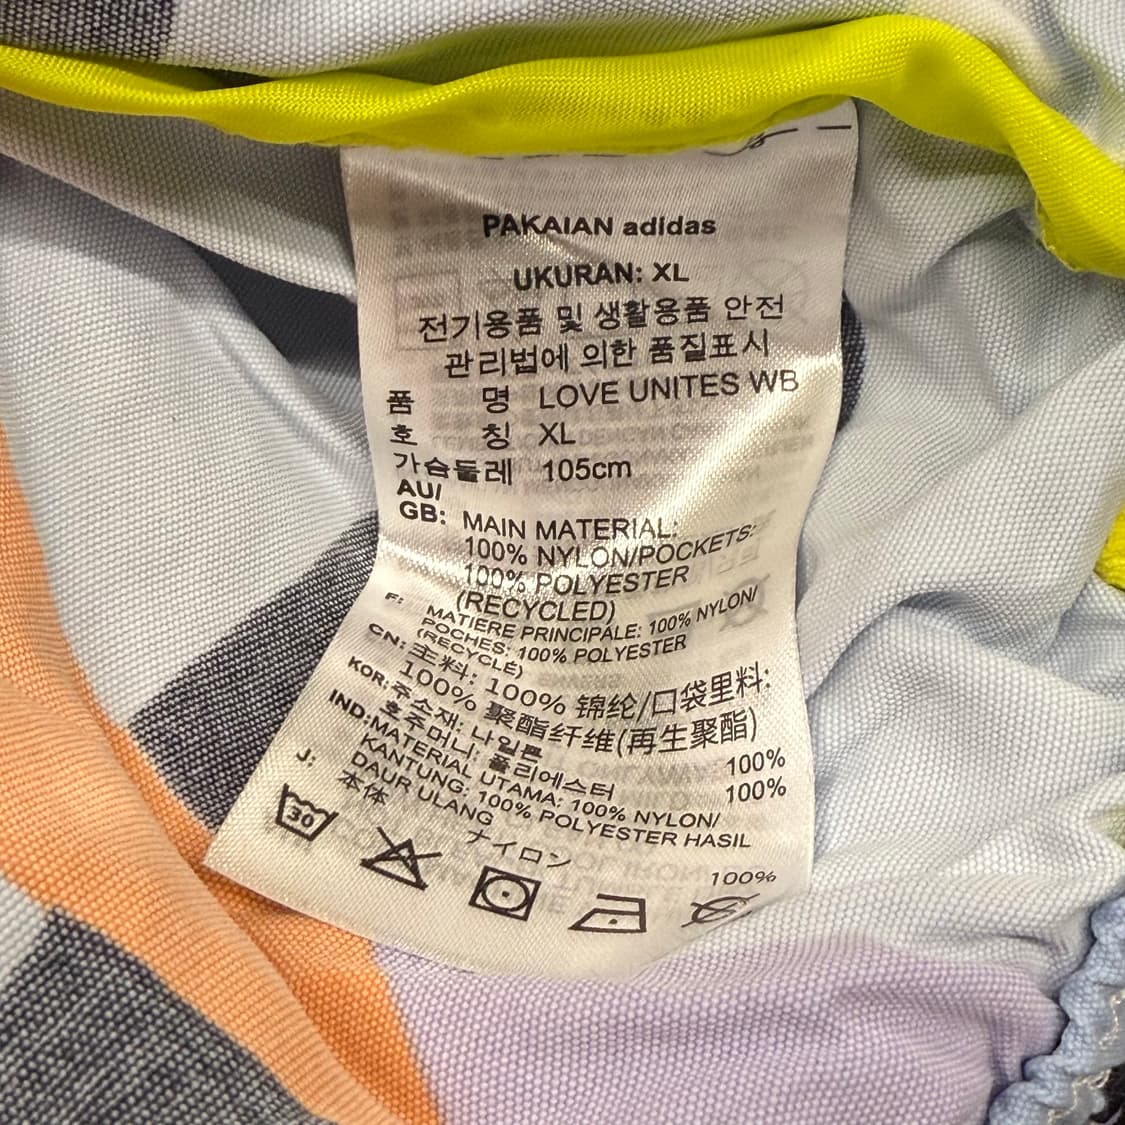 PAKAIAN adidas
UKURAN: XL
전기용품 및 생활용품 안전
관리법에 의한 품질표시
품 명 LOVE UNITES WB
호 칭 XL
가슴둘레 105cm
AU/
GB: MAIN MATERIAL:
100% NYLON/POCKETS:
100% POLYESTER
(RECYCLED)
F: MATIERE PRINCIPALE: 100% NYLON/
POCHES: 100% POLYESTER
(RECYCLÉ)
CN: 主料: 100% 锦纶/口袋里料:
100% 聚酯纤维(再生聚酯)
KOR: 주소재: 나일론 100%
호주머니: 폴리에스터 100%
IND: MATERIAL UTAMA: 100% NYLON/
KANTUNG: 100% POLYESTER HASIL
DAUR ULANG
J: 本体
ナイロン 100%
30